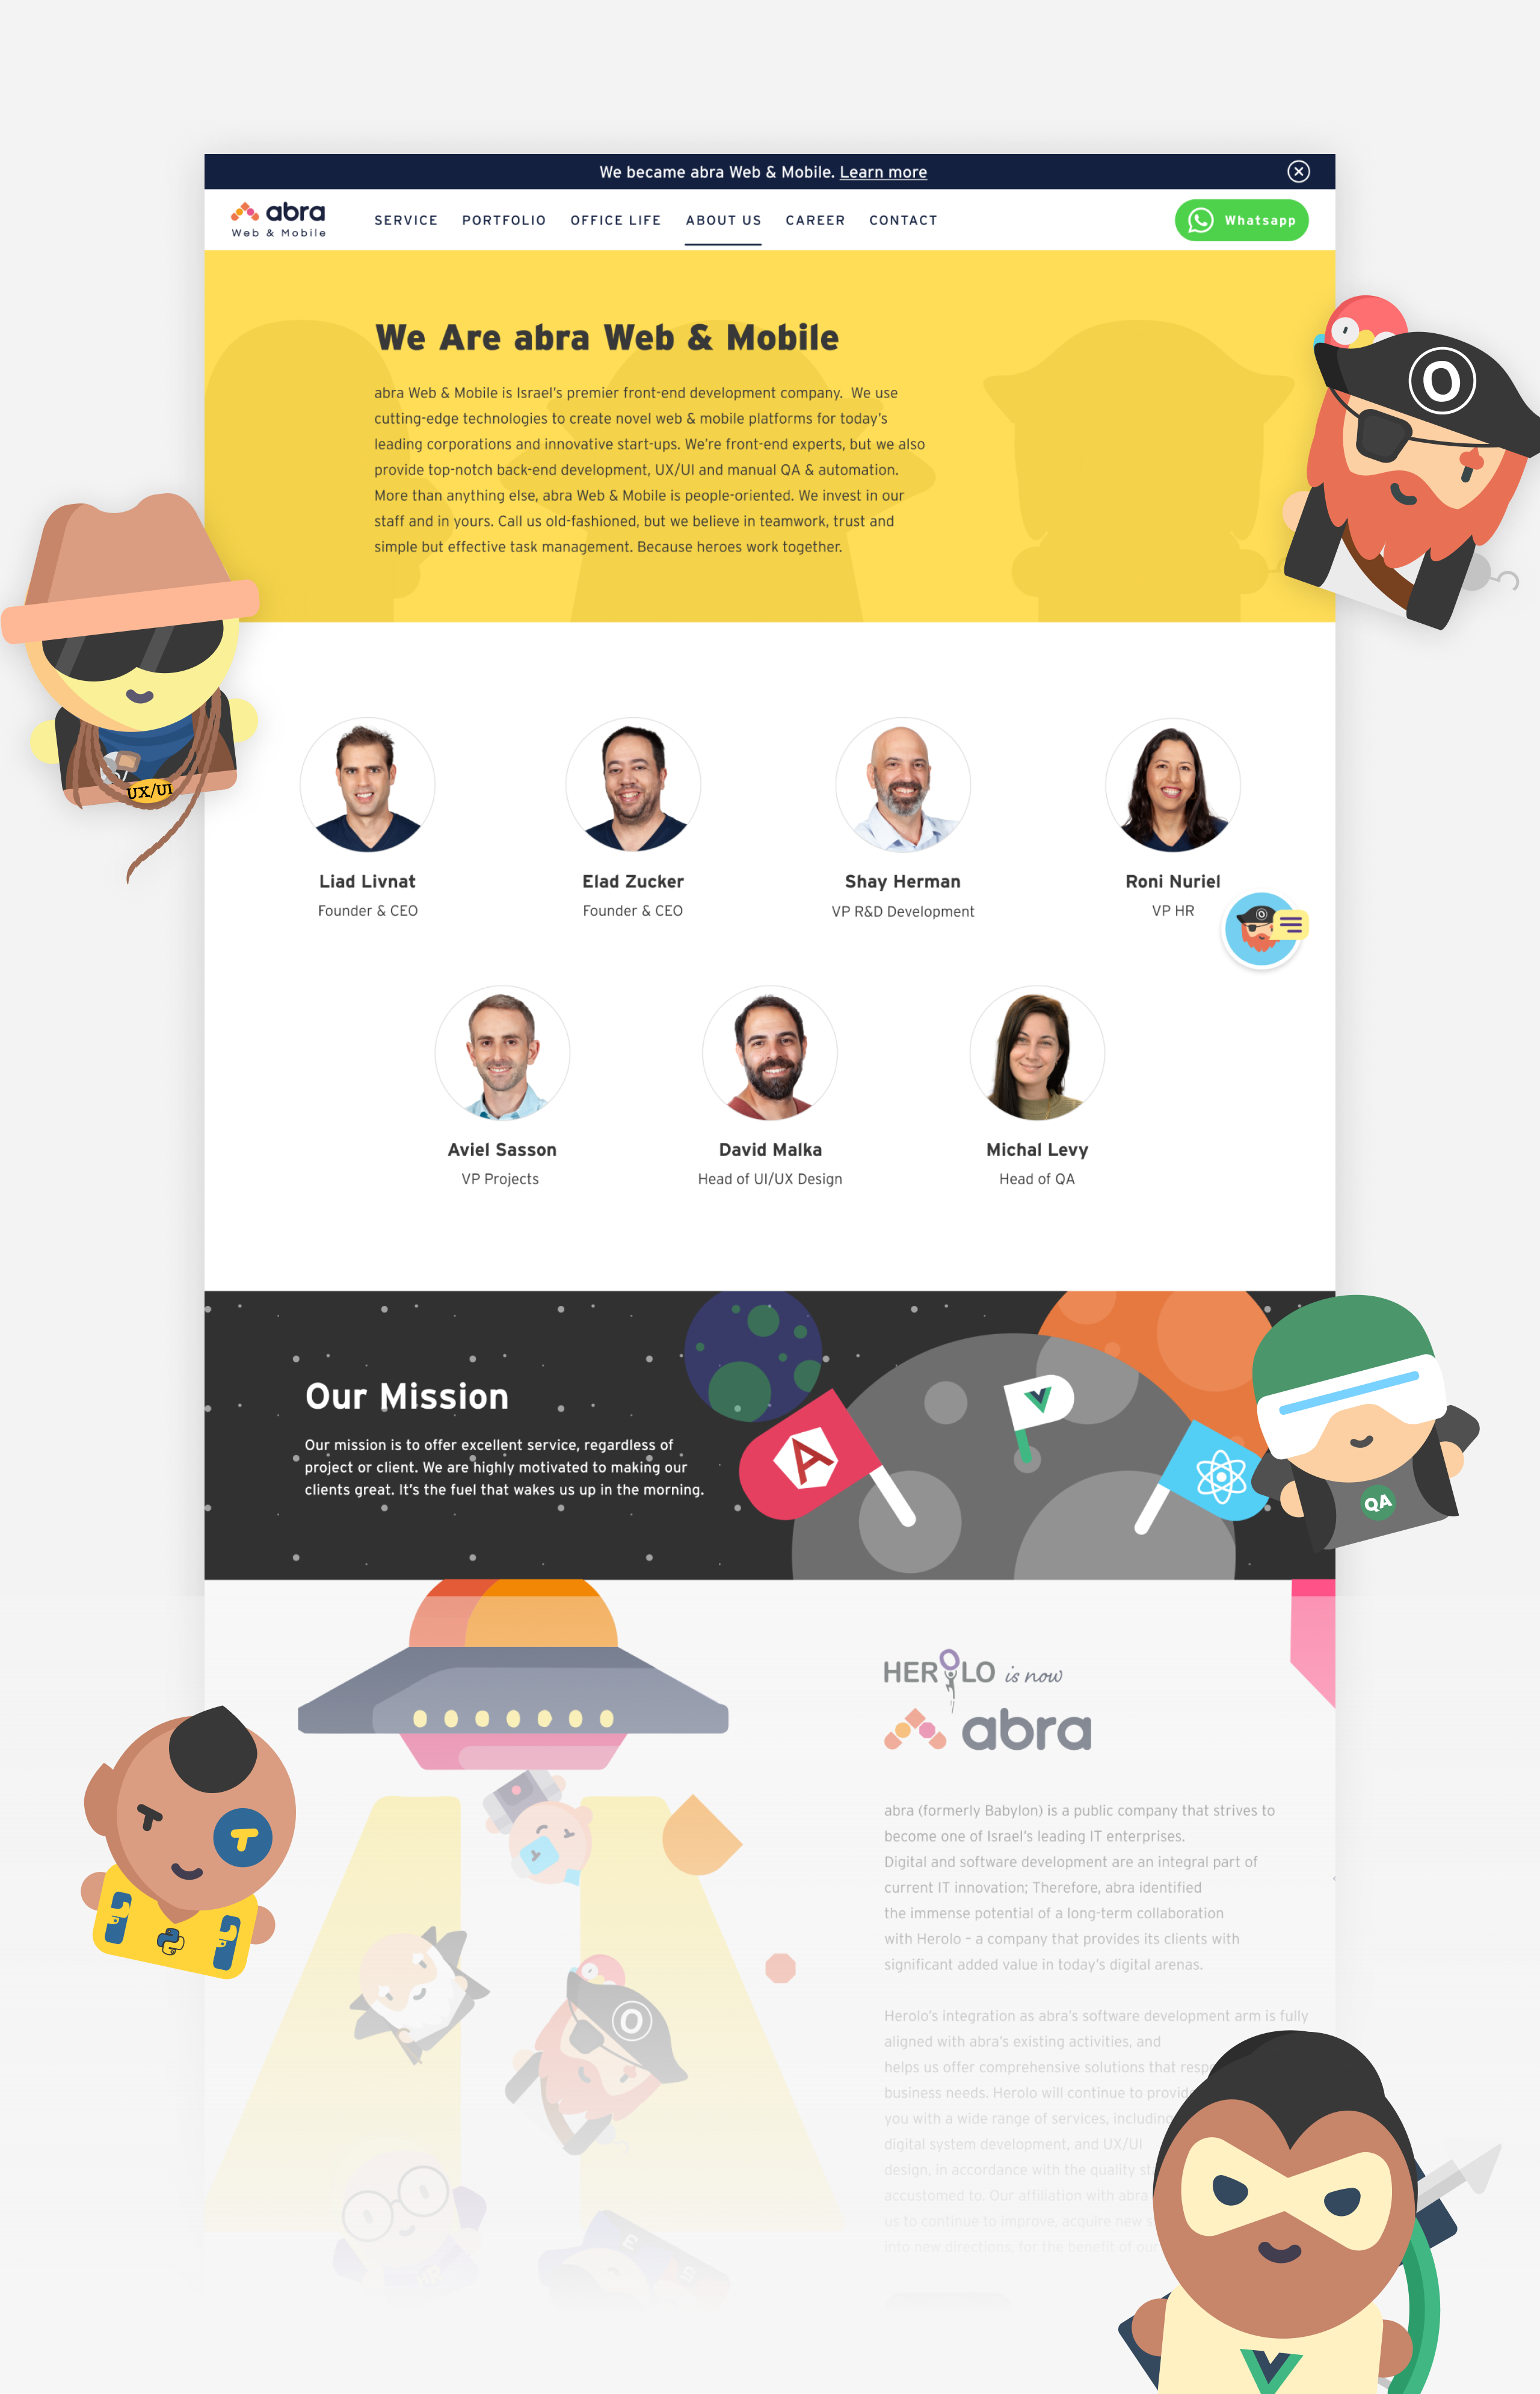 We became abra Web & Mobile. Learn more
abra
Web & Mobile
SERVICE PORTFOLIO OFFICE LIFE ABOUT US CAREER CONTACT
Whatsapp
We Are abra Web & Mobile
abra Web & Mobile is Israel's premier front-end development company. We use
cutting-edge technologies to create novel web & mobile platforms for today's
leading corporations and innovative start-ups. We're front-end experts, but we also
provide top-notch back-end development, UX/UI and manual QA & automation.
More than anything else, abra Web & Mobile is people-oriented. We invest in our
staff and in yours. Call us old-fashioned, but we believe in teamwork, trust and
simple but effective task management. Because heroes work together.
O
UX/UI
Liad Livnat
Founder & CEO
Elad Zucker
Founder & CEO
Shay Herman
VP R&D Development
Roni Nuriel
VP HR
O
Aviel Sasson
VP Projects
David Malka
Head of UI/UX Design
Michal Levy
Head of QA
Our Mission
Our mission is to offer excellent service, regardless of
project or client. We are highly motivated to making our
clients great. It's the fuel that wakes us up in the morning.
A
QA
HEROLO is now
abra
abra (formerly Babylon) is a public company that strives to
become one of Israel's leading IT enterprises.
Digital and software development are an integral part of
current IT innovation; Therefore, abra identified
the immense potential of a long-term collaboration
with Herolo – a company that provides its clients with
significant added value in today's digital arenas.
Herolo's integration as abra's software development arm is fully
aligned with abra's existing activities, and
helps us offer comprehensive solutions that resp
business needs. Herolo will continue to provid
you with a wide range of services, including
digital system development, and UX/UI
design, in accordance with the quality st
accustomed to. Our affiliation with abra
us to continue to improve, acquire new s
into new directions, for the benefit of our
O